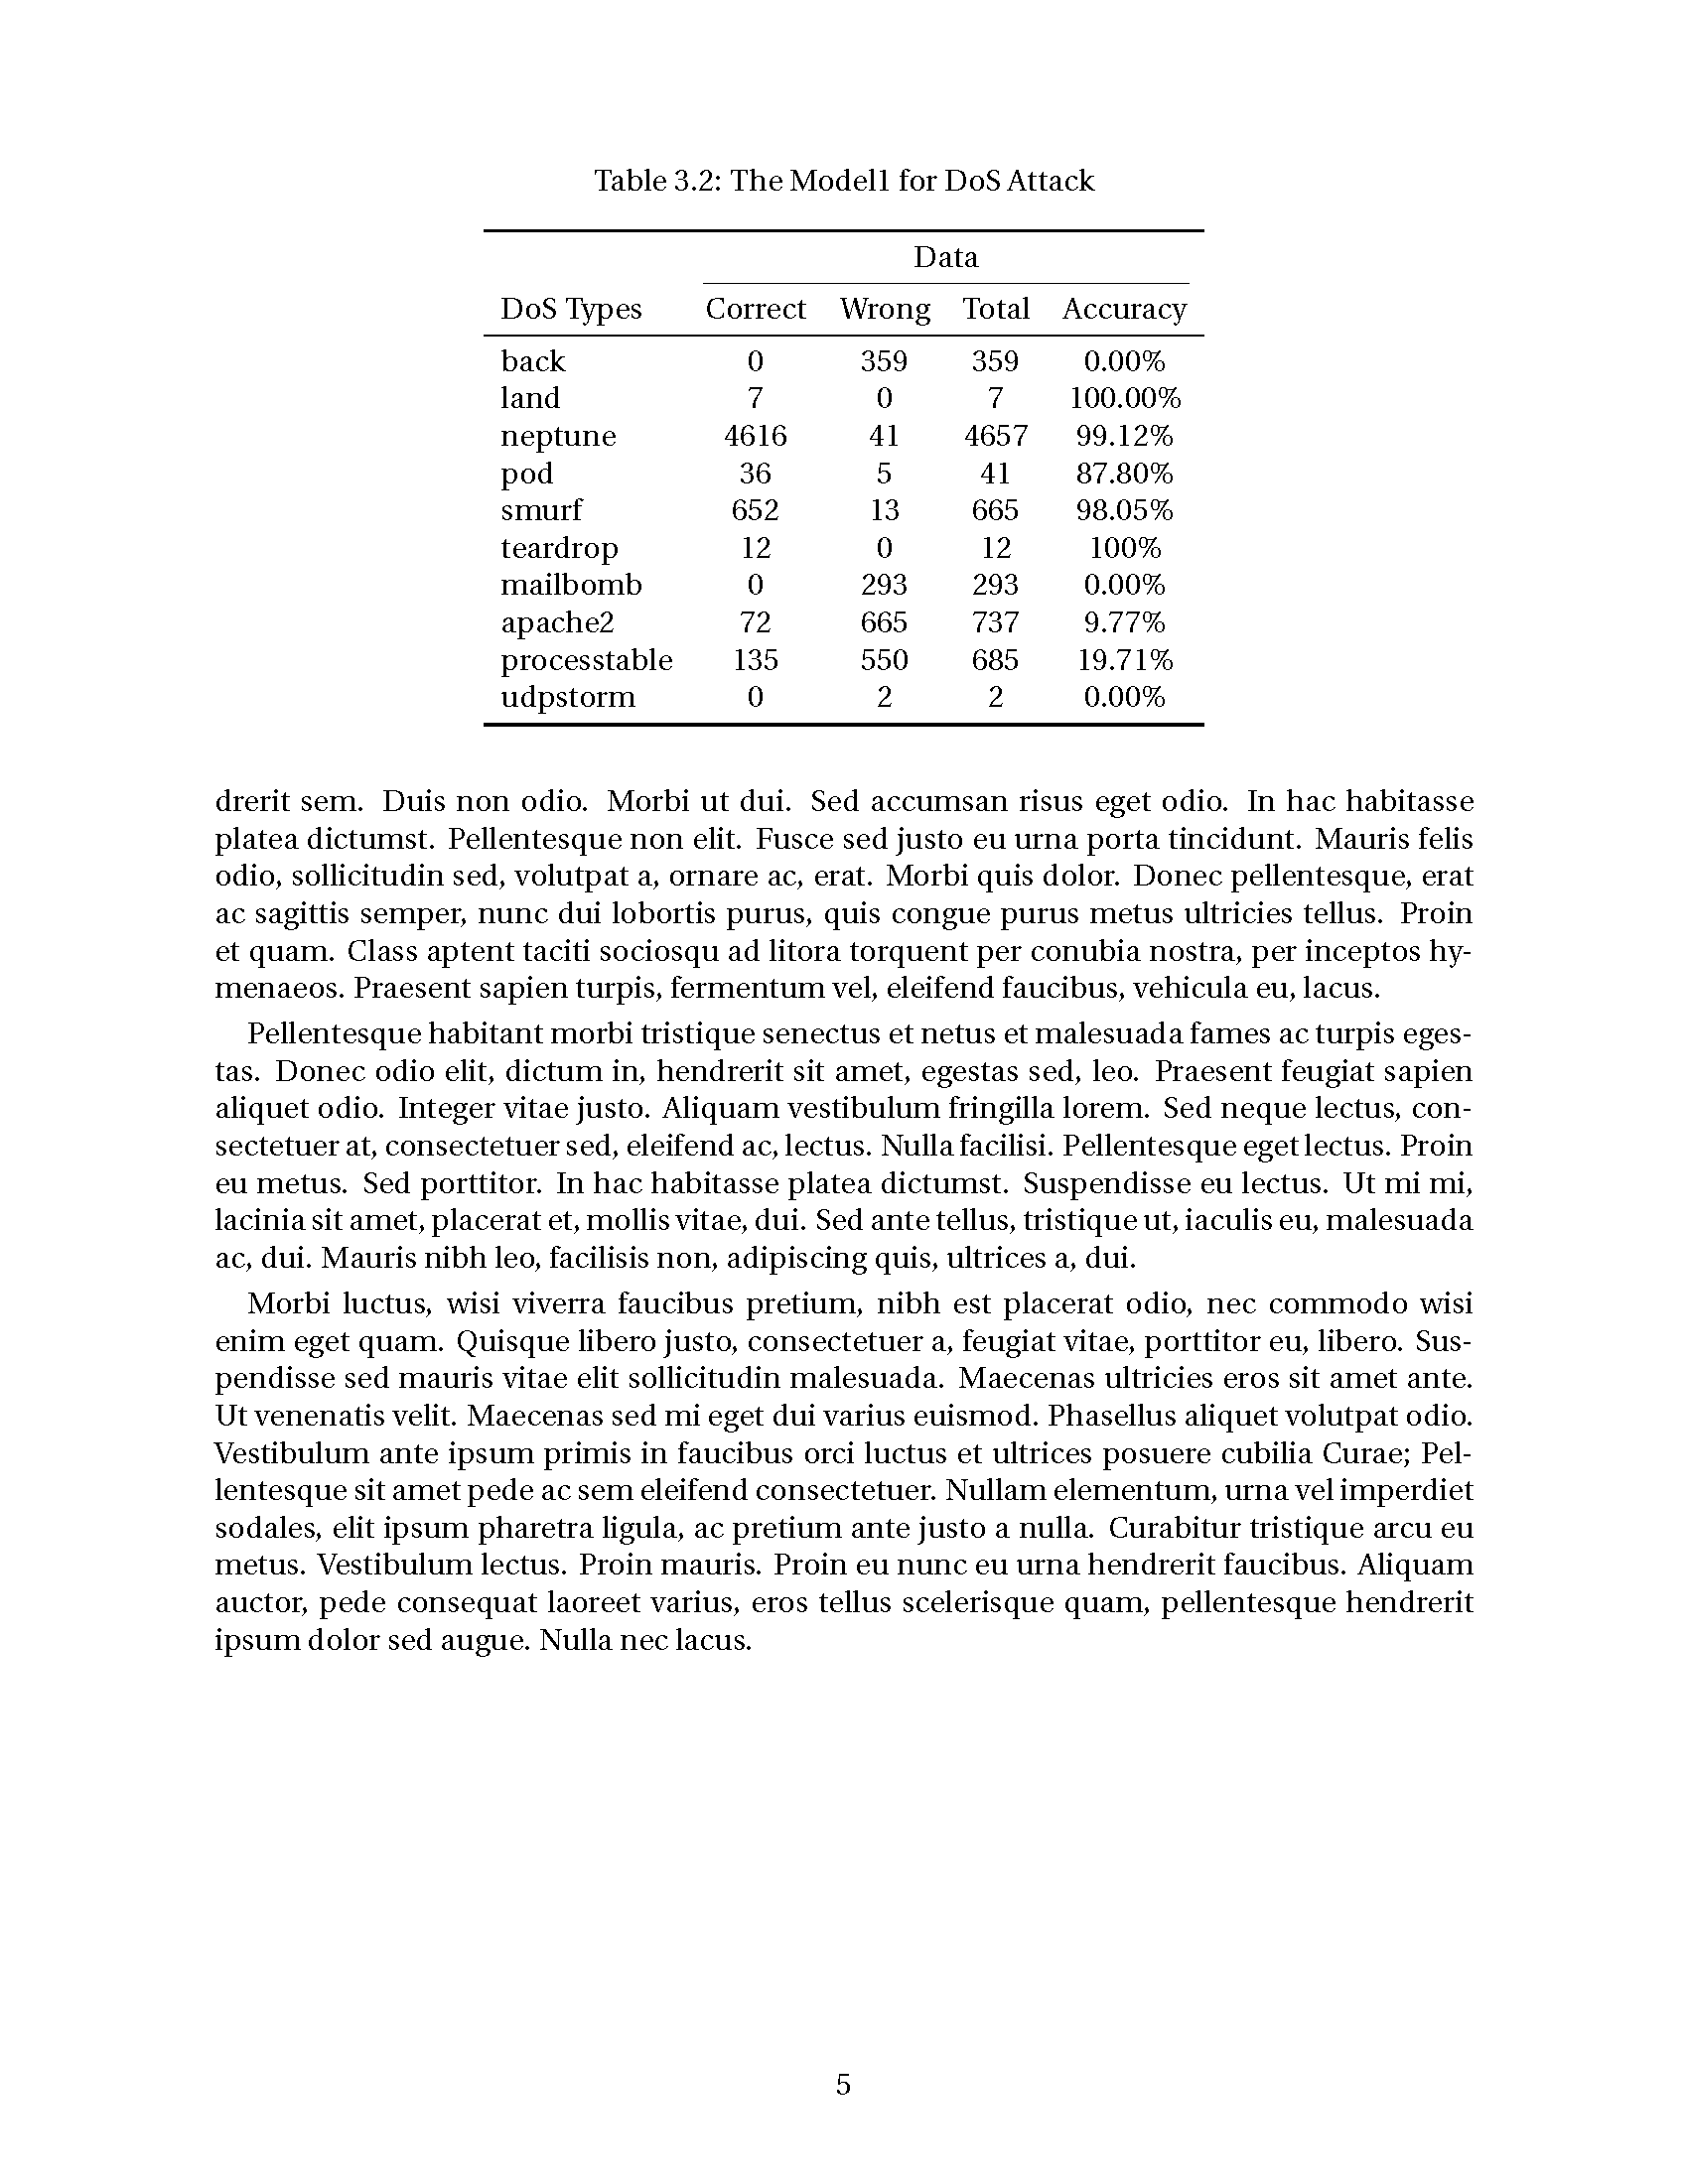 Table 3.2: The Model1 for DoS Attack
Data
DoS Types Correct Wrong Total Accuracy
back 0 359 359 0.00%
land 7 0 7 100.00%
neptune 4616 41 4657 99.12%
pod 36 5 41 87.80%
smurf 652 13 665 98.05%
teardrop 12 0 12 100%
mailbomb 0 293 293 0.00%
apache2 72 665 737 9.77%
processtable 135 550 685 19.71%
udpstorm 0 2 2 0.00%
drerit sem. Duis non odio. Morbi ut dui. Sed accumsan risus eget odio. In hac habitasse
platea dictumst. Pellentesque non elit. Fusce sed justo eu urna porta tincidunt. Mauris felis
odio, sollicitudin sed, volutpat a, ornare ac, erat. Morbi quis dolor. Donec pellentesque, erat
ac sagittis semper, nunc dui lobortis purus, quis congue purus metus ultricies tellus. Proin
et quam. Class aptent taciti sociosqu ad litora torquent per conubia nostra, per inceptos hy-
menaeos. Praesent sapien turpis, fermentum vel, eleifend faucibus, vehicula eu, lacus.
Pellentesque habitant morbi tristique senectus et netus et malesuada fames ac turpis eges-
tas. Donec odio elit, dictum in, hendrerit sit amet, egestas sed, leo. Praesent feugiat sapien
aliquet odio. Integer vitae justo. Aliquam vestibulum fringilla lorem. Sed neque lectus, con-
sectetuer at, consectetuer sed, eleifend ac, lectus. Nulla facilisi. Pellentesque eget lectus. Proin
eu metus. Sed porttitor. In hac habitasse platea dictumst. Suspendisse eu lectus. Ut mi mi,
lacinia sit amet, placerat et, mollis vitae, dui. Sed ante tellus, tristique ut, iaculis eu, malesuada
ac, dui. Mauris nibh leo, facilisis non, adipiscing quis, ultrices a, dui.
Morbi luctus, wisi viverra faucibus pretium, nibh est placerat odio, nec commodo wisi
enim eget quam. Quisque libero justo, consectetuer a, feugiat vitae, porttitor eu, libero. Sus-
pendisse sed mauris vitae elit sollicitudin malesuada. Maecenas ultricies eros sit amet ante.
Ut venenatis velit. Maecenas sed mi eget dui varius euismod. Phasellus aliquet volutpat odio.
Vestibulum ante ipsum primis in faucibus orci luctus et ultrices posuere cubilia Curae; Pel-
lentesque sit amet pede ac sem eleifend consectetuer. Nullam elementum, urna vel imperdiet
sodales, elit ipsum pharetra ligula, ac pretium ante justo a nulla. Curabitur tristique arcu eu
metus. Vestibulum lectus. Proin mauris. Proin eu nunc eu urna hendrerit faucibus. Aliquam
auctor, pede consequat laoreet varius, eros tellus scelerisque quam, pellentesque hendrerit
ipsum dolor sed augue. Nulla nec lacus.
5